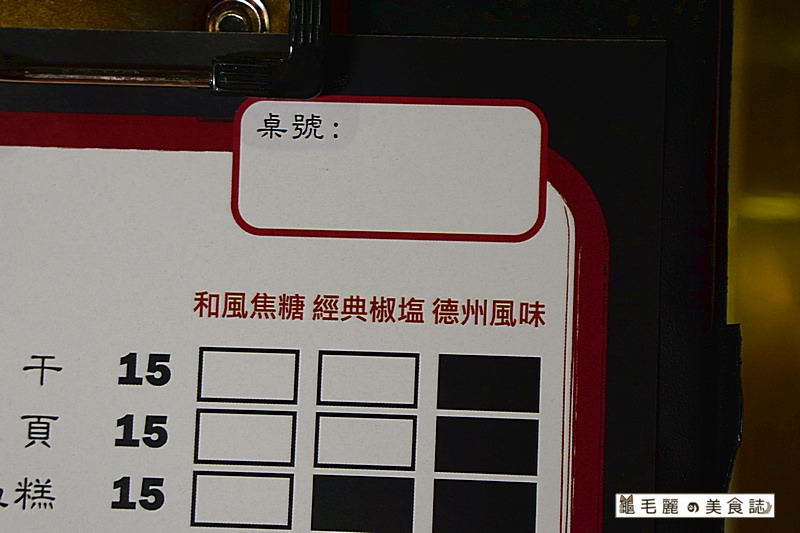 桌號：
和風焦糖 經典椒塩 德州風味
干 15
頁 15
糕 15
毛麗の美食誌